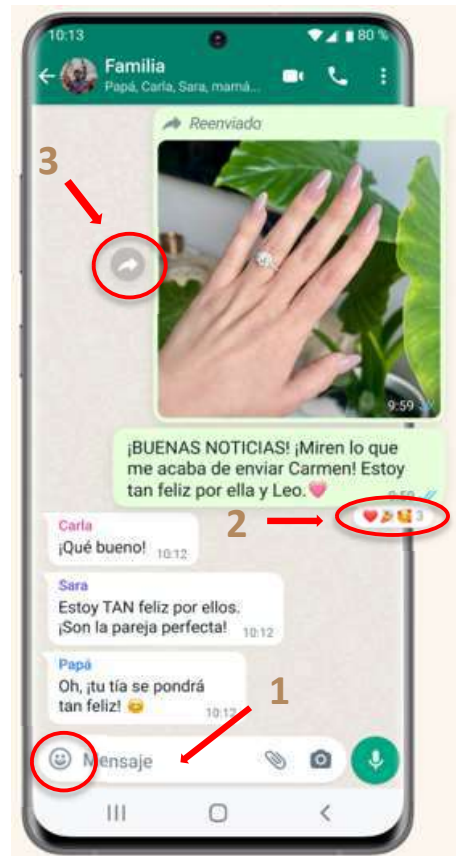 10:13
80 %
Familia
Papá, Carla, Sara, mamá...
Reenviado
3
9:59
¡BUENAS NOTICIAS! ¡Miren lo que
me acaba de enviar Carmen! Estoy
tan feliz por ella y Leo.
9:59
3
2
Carla
¡Qué bueno!
10:12
Sara
Estoy TAN feliz por ellos.
¡Son la pareja perfecta!
10:12
Papá
Oh, ¡tu tía se pondrá
tan feliz!
10:12
1
Mensaje